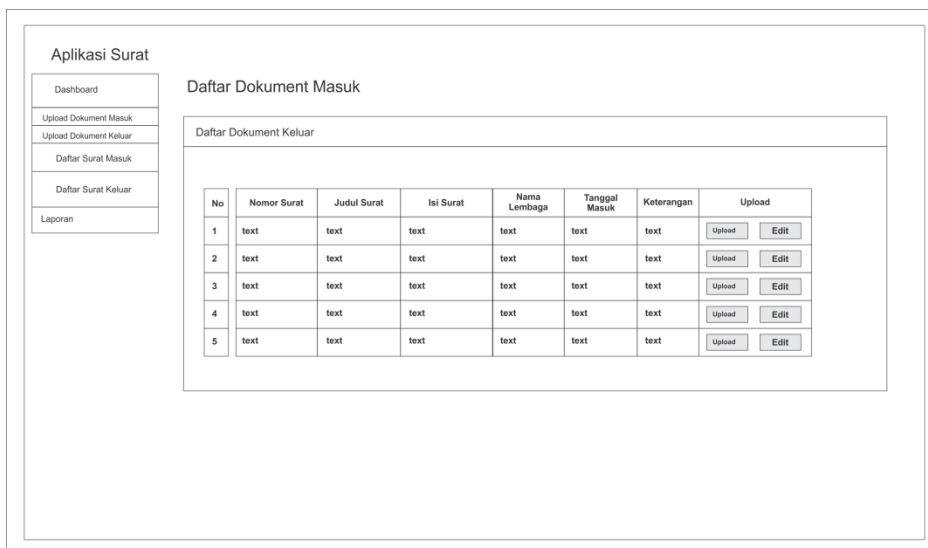 Aplikasi Surat
Dashboard
Upload Dokument Masuk
Upload Dokument Keluar
Daftar Surat Masuk
Daftar Surat Keluar
Laporan
Daftar Dokument Masuk
Daftar Dokument Keluar
No Nomor Surat Judul Surat Isi Surat Nama Lembaga Tanggal Masuk Keterangan Upload
1 text text text text text text Upload Edit
2 text text text text text text Upload Edit
3 text text text text text text Upload Edit
4 text text text text text text Upload Edit
5 text text text text text text Upload Edit